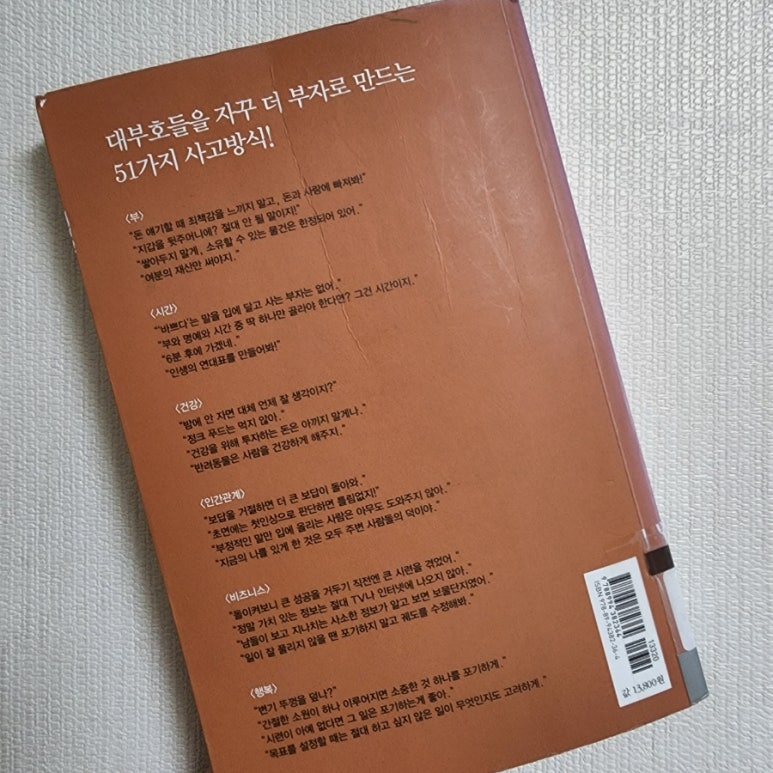 대부호들을 자꾸 더 부자로 만드는
51가지 사고방식!
〈부〉
"돈 얘기할 때 죄책감을 느끼지 말고, 돈과 사랑에 빠져봐!"
"지갑을 뒷주머니에? 절대 안 될 말이지!"
"쌓아두지 말게, 소유할 수 있는 물건은 한정되어 있어."
"여분의 재산만 써야지."
〈시간〉
"'바쁘다'는 말을 입에 달고 사는 부자는 없어."
"부와 명예와 시간 중 딱 하나만 골라야 한다면? 그건 시간이지."
"6분 후에 가겠네."
"인생의 연대표를 만들어봐!"
〈건강〉
"밤에 안 자면 대체 언제 잘 생각이지?"
"정크 푸드는 먹지 않아."
"건강을 위해 투자하는 돈은 아끼지 말게나."
"반려동물은 사람을 건강하게 해주지."
〈인간관계〉
"보답을 거절하면 더 큰 보답이 돌아와."
"초면에는 첫인상으로 판단하면 틀림없지!"
"부정적인 말만 입에 올리는 사람은 아무도 도와주지 않아."
"지금의 나를 있게 한 것은 모두 주변 사람들의 덕이야."
〈비즈니스〉
"돌이켜보니 큰 성공을 거두기 직전엔 큰 시련을 겪었어."
"정말 가치 있는 정보는 절대 TV나 인터넷에 나오지 않아."
"남들이 보고 지나치는 사소한 정보가 알고 보면 보물단지였어."
"일이 잘 풀리지 않을 땐 포기하지 말고 궤도를 수정해봐."
〈행복〉
"변기 뚜껑을 덮나?"
"간절한 소원이 하나 이루어지면 소중한 것 하나를 포기하게."
"시련이 아예 없다면 그 일은 포기하는게 좋아."
"목표를 설정할 때는 절대 하고 싶지 않은 일이 무엇인지도 고려하게."
9 788994 382364
13320
ISBN 978-89-94382-36-4
값 13,800원